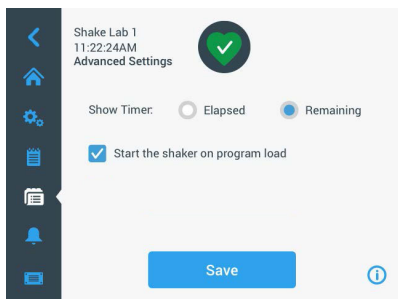 Shake Lab 1
11:22:24AM
Advanced Settings
Show Timer: Elapsed Remaining
Start the shaker on program load
Save